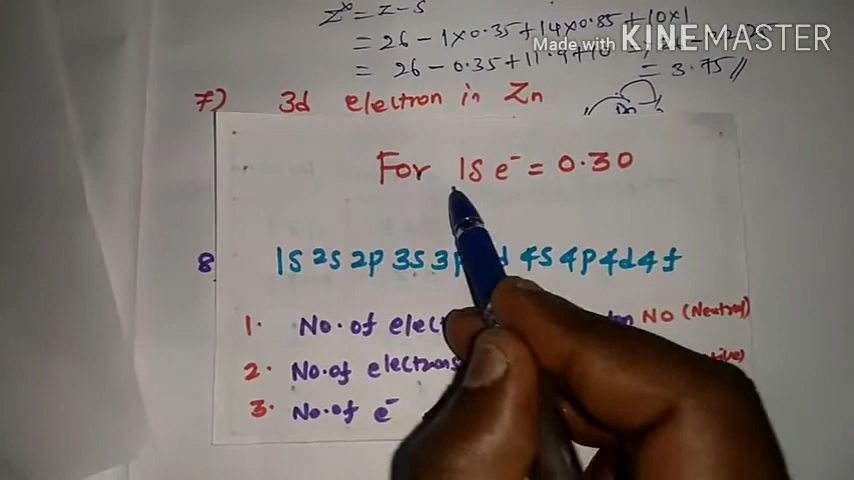 Z* = Z - S
= 26 - 1×0.35 + 14×0.85 + 10×1
Made with KINEMASTER
= 26 - 0.35 + 11.9 + 10
= 3.75 //
7) 3d electron in Zn
For 1S e⁻ = 0.30
8 1S 2S 2P 3S 3P d 4S 4P 4d 4f
1. No. of elec NO (Neutral)
2. No. of electrons
3. No. of e⁻